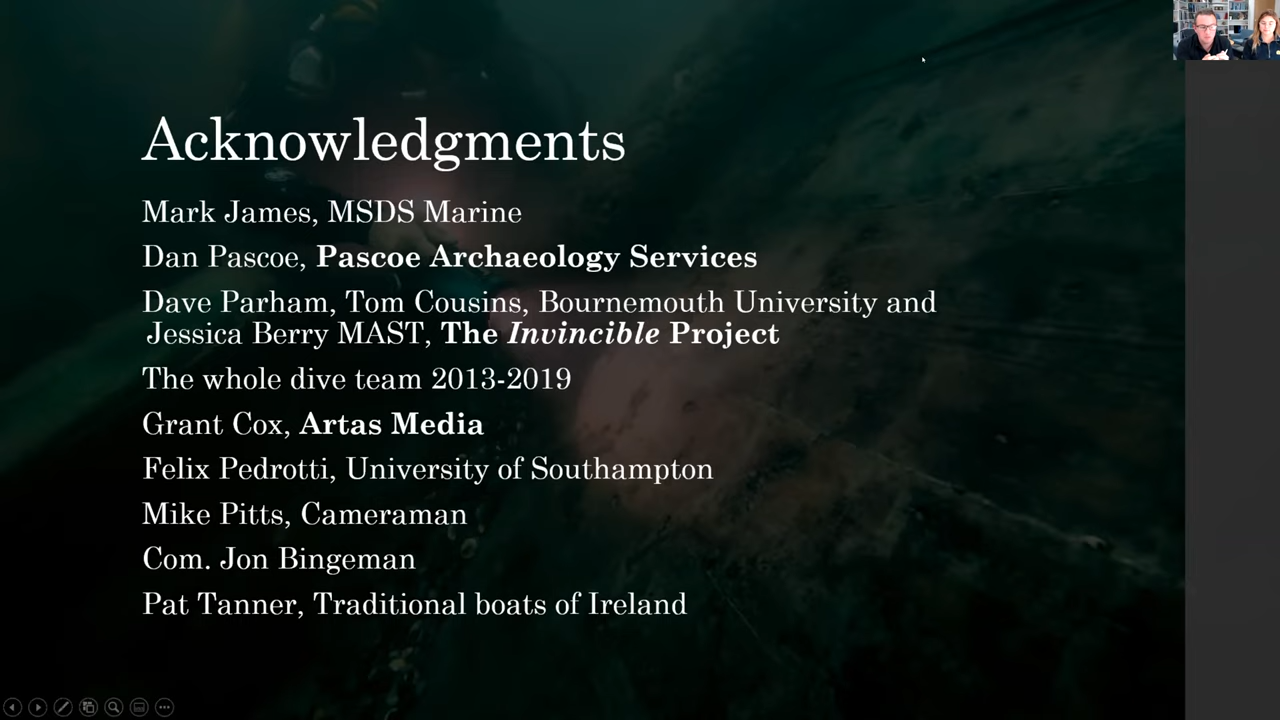 Acknowledgments
Mark James, MSDS Marine
Dan Pascoe, Pascoe Archaeology Services
Dave Parham, Tom Cousins, Bournemouth University and
Jessica Berry MAST, The Invincible Project
The whole dive team 2013-2019
Grant Cox, Artas Media
Felix Pedrotti, University of Southampton
Mike Pitts, Cameraman
Com. Jon Bingeman
Pat Tanner, Traditional boats of Ireland